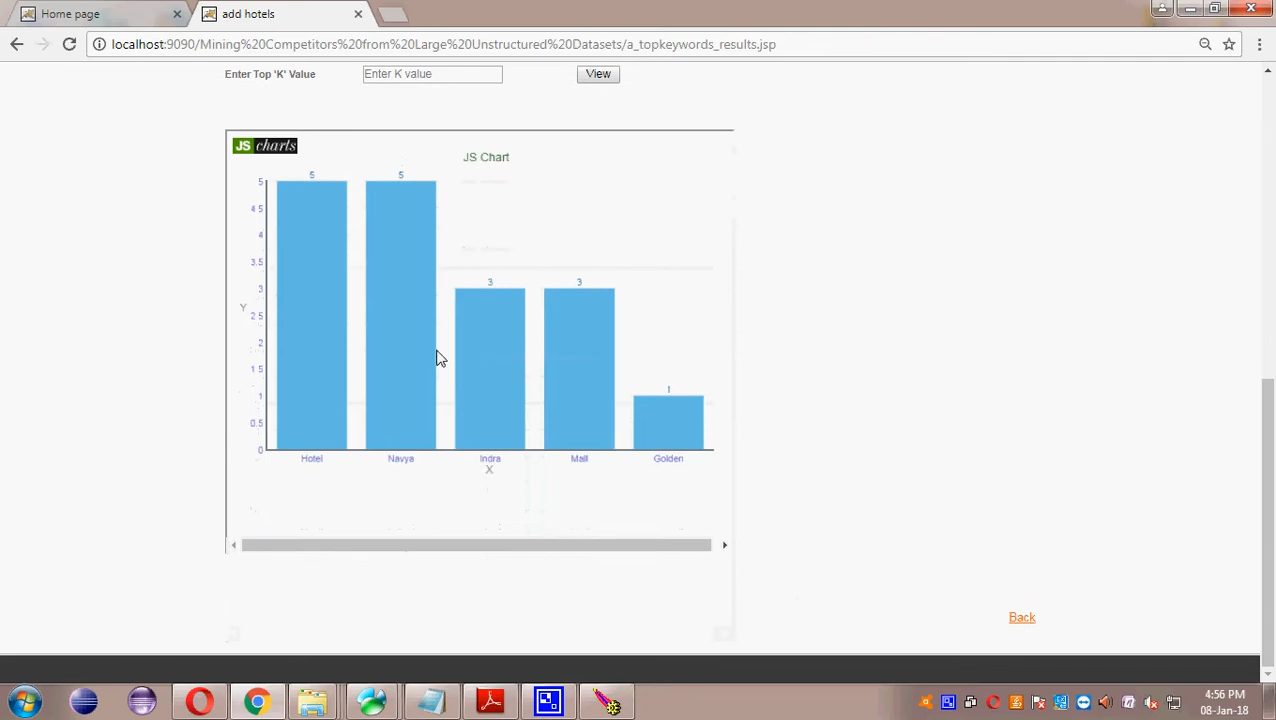 Home page
add hotels
localhost:9090/Mining%20Competitors%20from%20Large%20Unstructured%20Datasets/a_topkeywords_results.jsp
Enter Top 'K' Value
Enter K value
View
JS charts
JS Chart
5
5
5
4 5
4
3.5
3
3
3
Y
2 5
2
1 5
1
1
0.5
0
Hotel
Navya
Indra
Mall
Golden
X
Back
4:56 PM
08-Jan-18